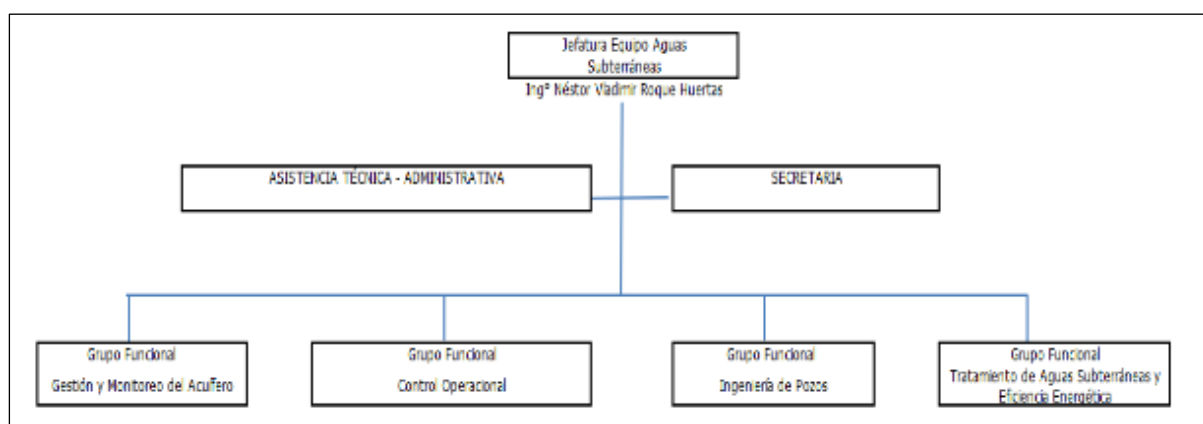 Jefatura Equipo Aguas
Subterráneas
Ingº Néstor Vladimir Roque Huertas
ASISTENCIA TÉCNICA - ADMINISTRATIVA
SECRETARIA
Grupo Funcional
Gestión y Monitoreo del Acuífero
Grupo Funcional
Control Operacional
Grupo Funcional
Ingeniería de Pozos
Grupo Funcional
Tratamiento de Aguas Subterráneas y
Eficiencia Energética